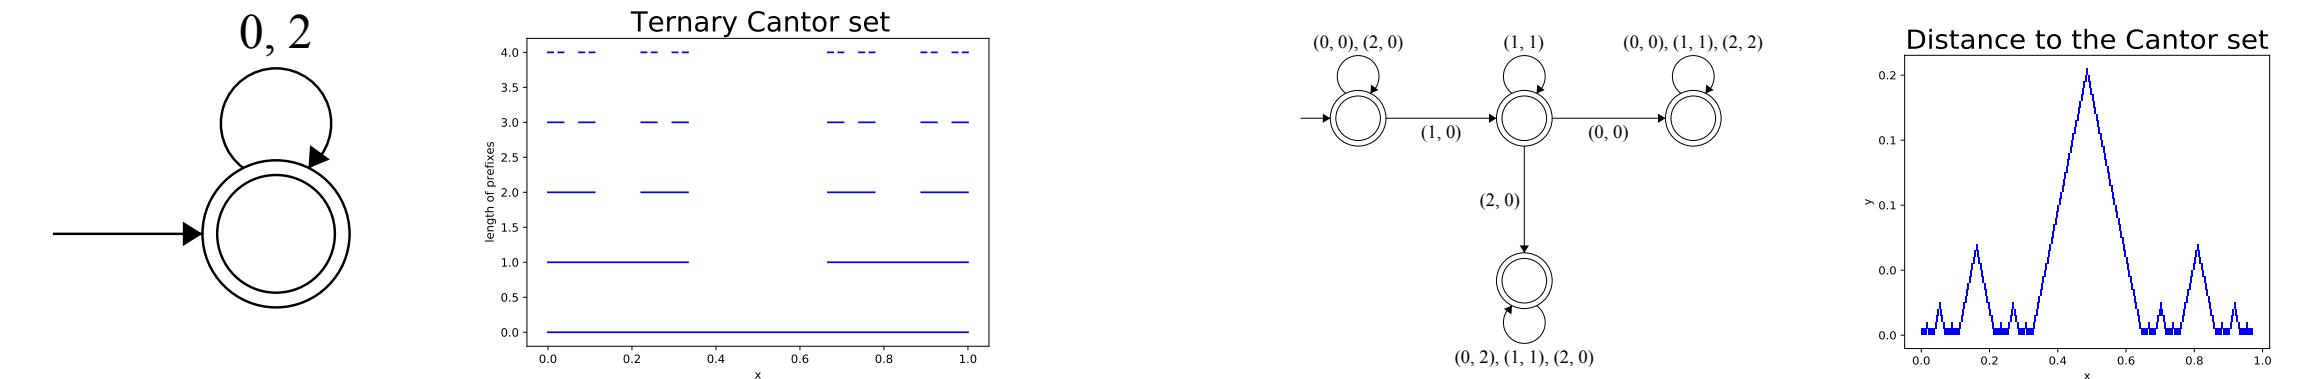 0, 2
Ternary Cantor set
4.0
3.5
3.0
2.5
2.0
1.5
1.0
0.5
0.0
length of prefixes
0.0 0.2 0.4 0.6 0.8 1.0
x
(0, 0), (2, 0)
(1, 1)
(0, 0), (1, 1), (2, 2)
(1, 0)
(0, 0)
(2, 0)
(0, 2), (1, 1), (2, 0)
Distance to the Cantor set
0.2
0.1
0.1
0.0
0.0
y
0.0 0.2 0.4 0.6 0.8 1.0
x